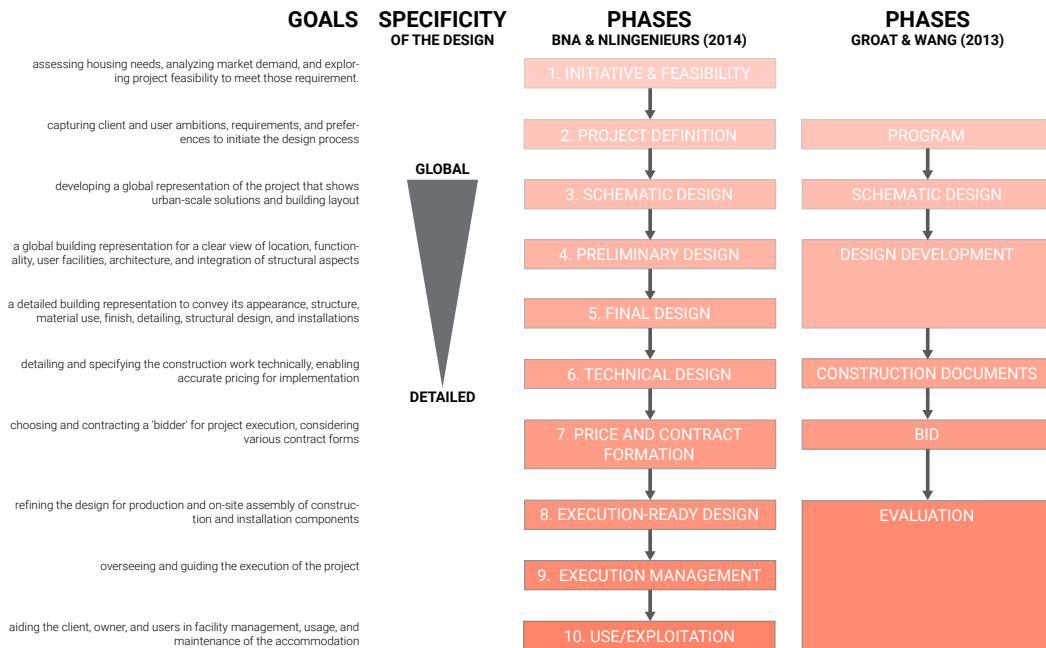 GOALS
SPECIFICITY
OF THE DESIGN
PHASES
BNA & NLINGENIEURS (2014)
PHASES
GROAT & WANG (2013)
assessing housing needs, analyzing market demand, and explor-
ing project feasibility to meet those requirement.
1. INITIATIVE & FEASIBILITY
capturing client and user ambitions, requirements, and prefer-
ences to initiate the design process
2. PROJECT DEFINITION
PROGRAM
GLOBAL
developing a global representation of the project that shows
urban-scale solutions and building layout
3. SCHEMATIC DESIGN
SCHEMATIC DESIGN
a global building representation for a clear view of location, function-
ality, user facilities, architecture, and integration of structural aspects
4. PRELIMINARY DESIGN
DESIGN DEVELOPMENT
a detailed building representation to convey its appearance, structure,
material use, finish, detailing, structural design, and installations
5. FINAL DESIGN
detailing and specifying the construction work technically, enabling
accurate pricing for implementation
6. TECHNICAL DESIGN
CONSTRUCTION DOCUMENTS
DETAILED
choosing and contracting a 'bidder' for project execution, considering
various contract forms
7. PRICE AND CONTRACT
FORMATION
BID
refining the design for production and on-site assembly of construc-
tion and installation components
8. EXECUTION-READY DESIGN
EVALUATION
overseeing and guiding the execution of the project
9. EXECUTION MANAGEMENT
aiding the client, owner, and users in facility management, usage, and
maintenance of the accommodation
10. USE/EXPLOITATION